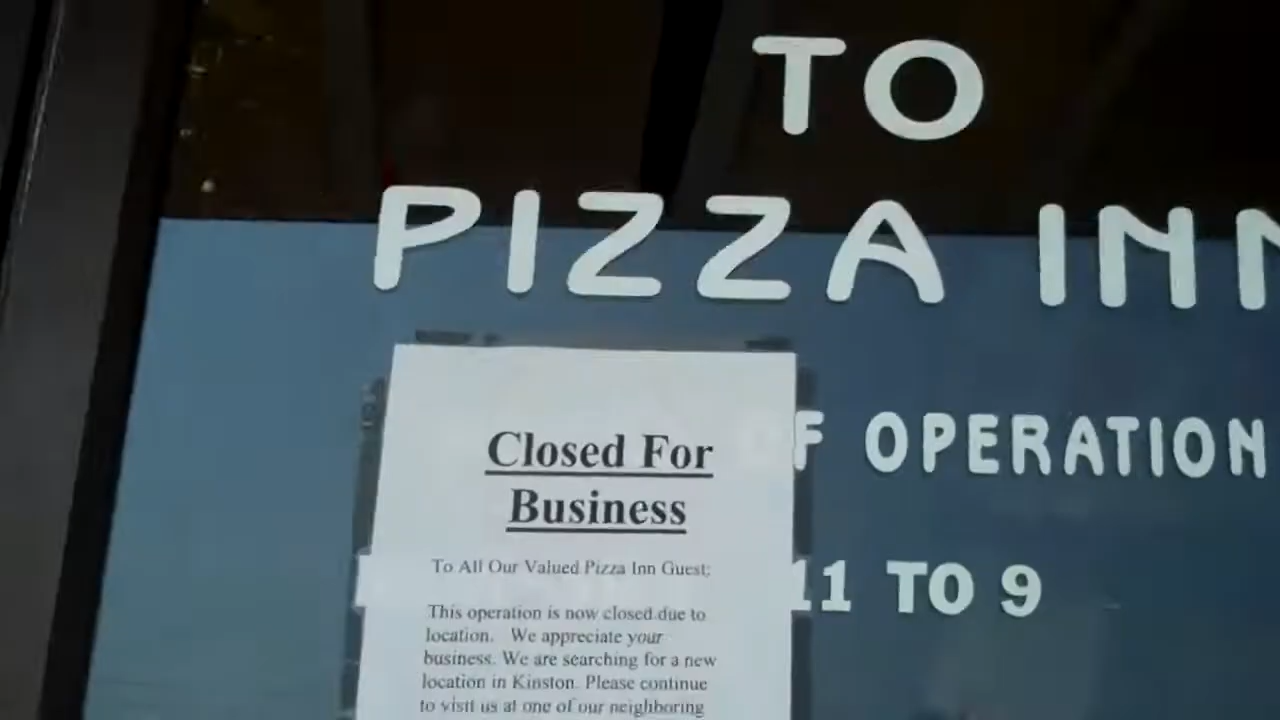 TO
PIZZA INN
F OPERATION
11 TO 9
Closed For
Business
To All Our Valued Pizza Inn Guest;
This operation is now closed due to
location. We appreciate your
business. We are searching for a new
location in Kinston. Please continue
to visit us at one of our neighboring